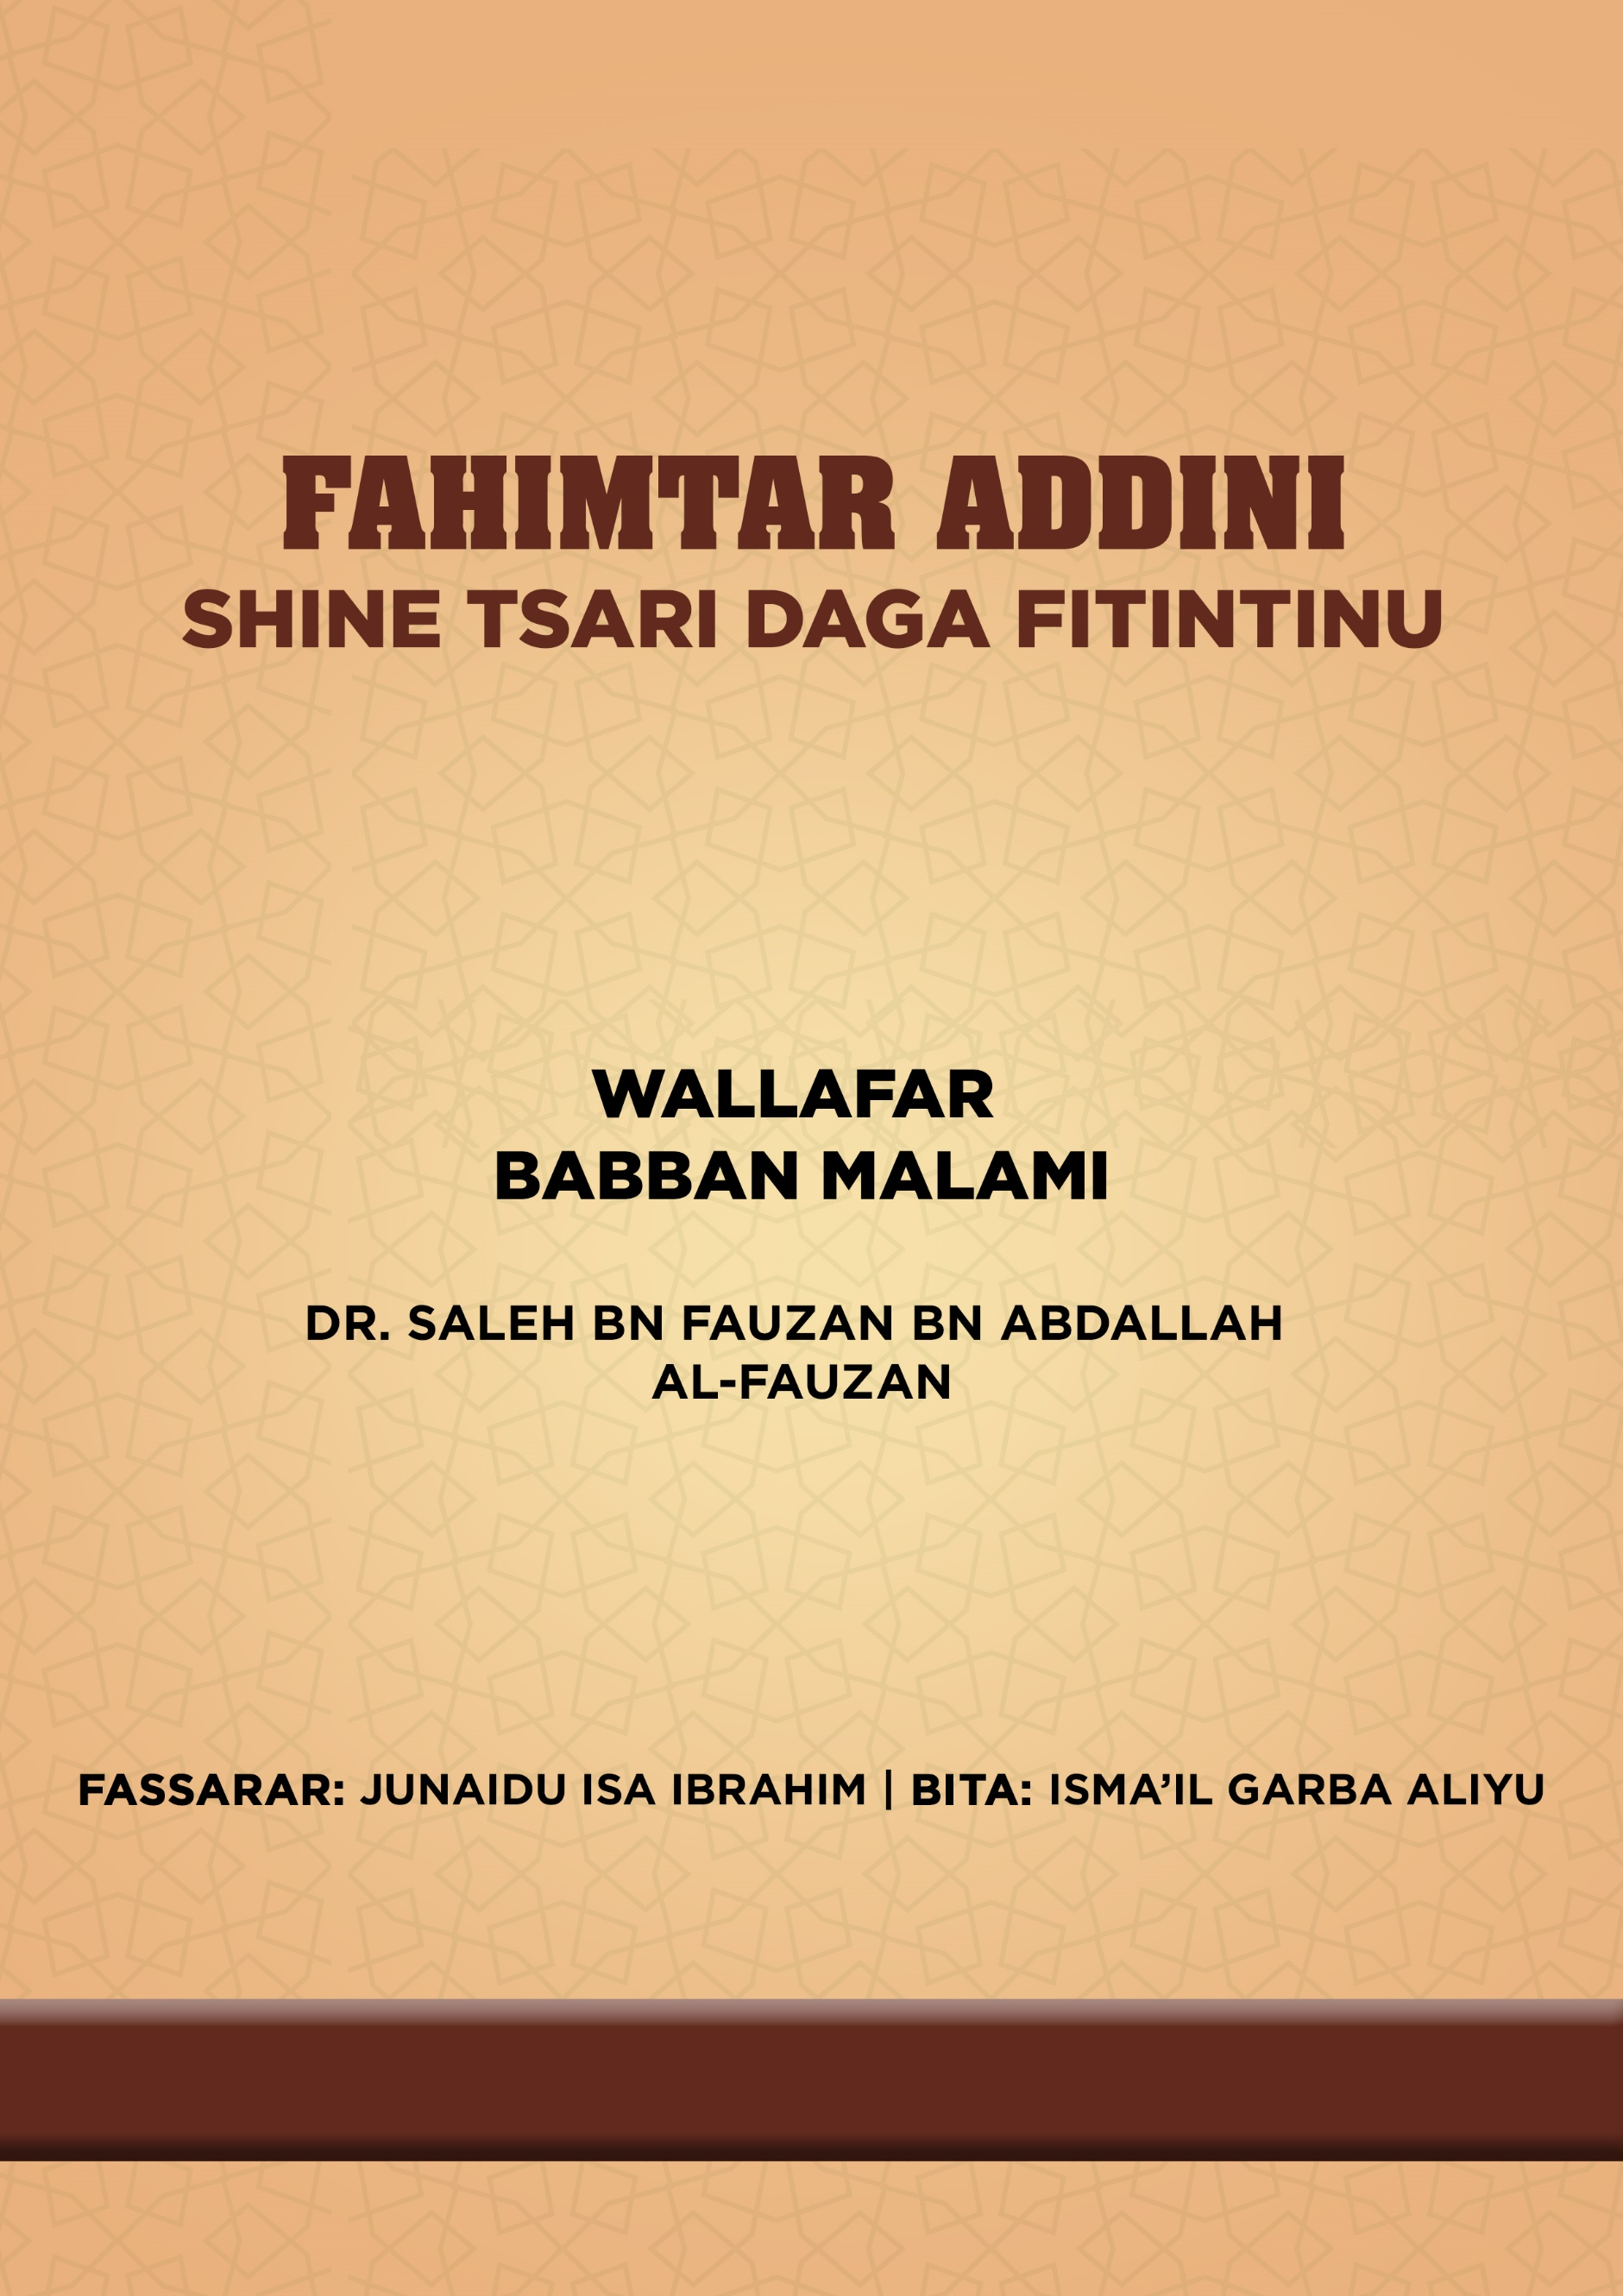 FAHIMTAR ADDINI
SHINE TSARI DAGA FITINTINU
WALLAFAR
BABBAN MALAMI
DR. SALEH BN FAUZAN BN ABDALLAH
AL-FAUZAN
FASSARAR: JUNAIDU ISA IBRAHIM | BITA: ISMA’IL GARBA ALIYU